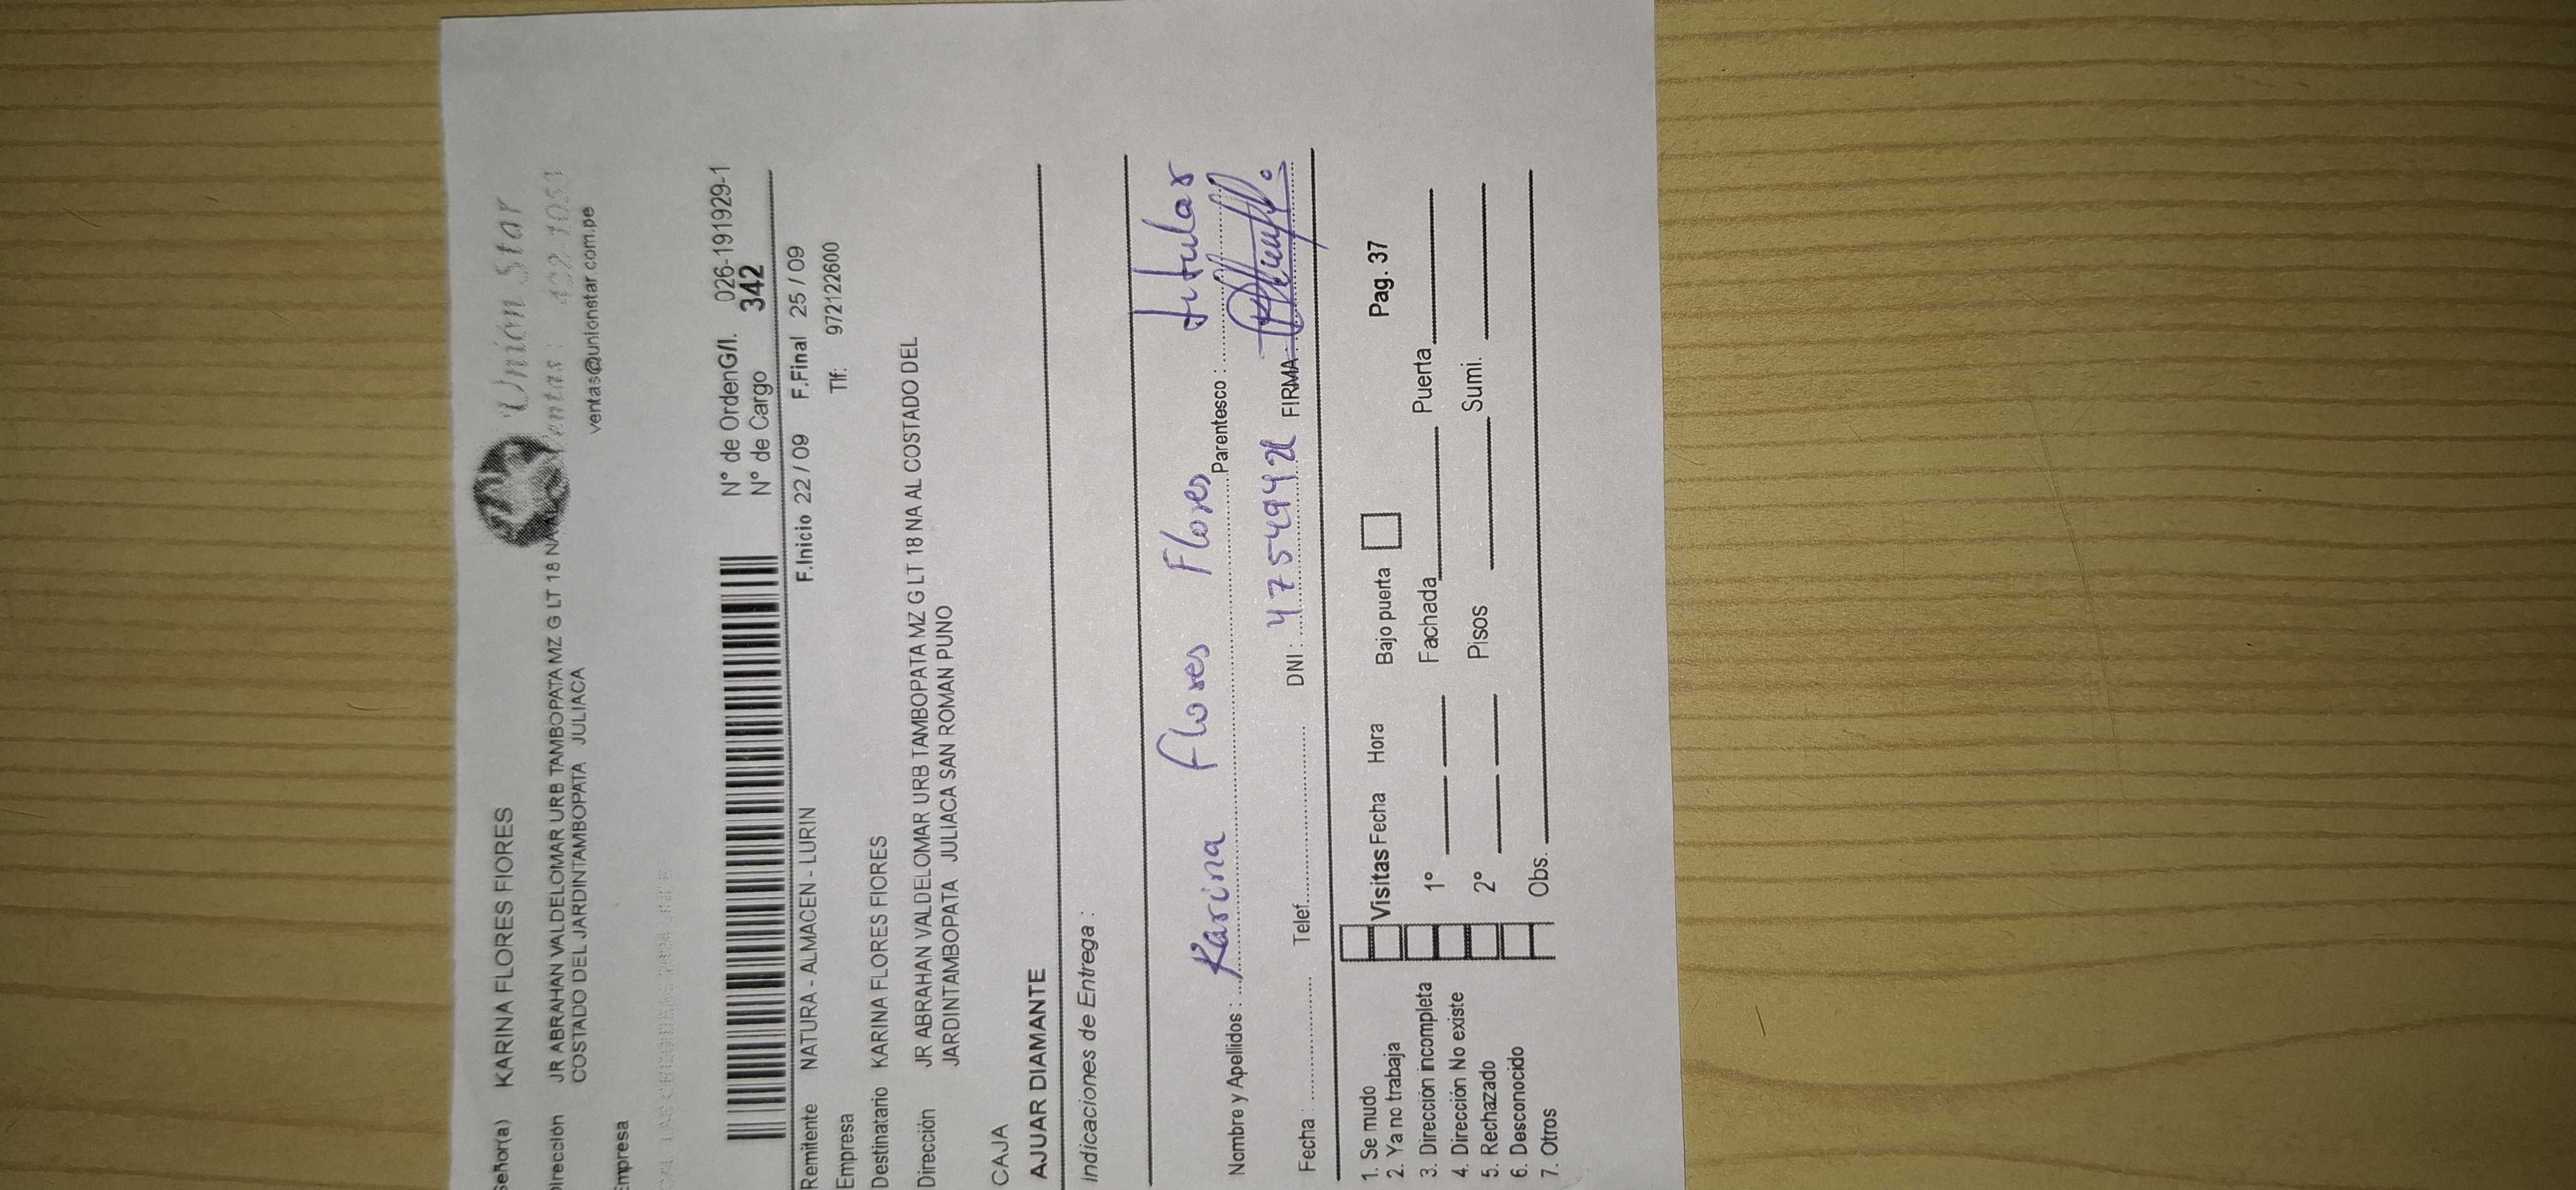 Unión Star
ventas@unionstar.com.pe
señor(a) KARINA FLORES FIORES
Dirección JR ABRAHAN VALDELOMAR URB TAMBOPATA MZ G LT 18 NA AL
COSTADO DEL JARDINTAMBOPATA JULIACA
Empresa
N° de OrdenG/I. 026-191929-1
N° de Cargo 342
F.Inicio 22 / 09 F.Final 25 / 09
Remitente NATURA - ALMACEN - LURIN
Empresa Tlf: 972122600
Destinatario KARINA FLORES FIORES
Dirección JR ABRAHAN VALDELOMAR URB TAMBOPATA MZ G LT 18 NA AL COSTADO DEL
JARDINTAMBOPATA JULIACA SAN ROMAN PUNO
CAJA
AJUAR DIAMANTE
Indicaciones de Entrega :
Nombre y Apellidos : Karina Flores Flores Parentesco : titular
Fecha : Telef. DNI : FIRMA:
1. Se mudo
2. Ya no trabaja
3. Dirección incompleta
4. Dirección No existe
5. Rechazado
6. Desconocido
7. Otros
Visitas Fecha Hora Bajo puerta Pag. 37
1° Fachada Puerta
2° Pisos Sumi.
Obs.